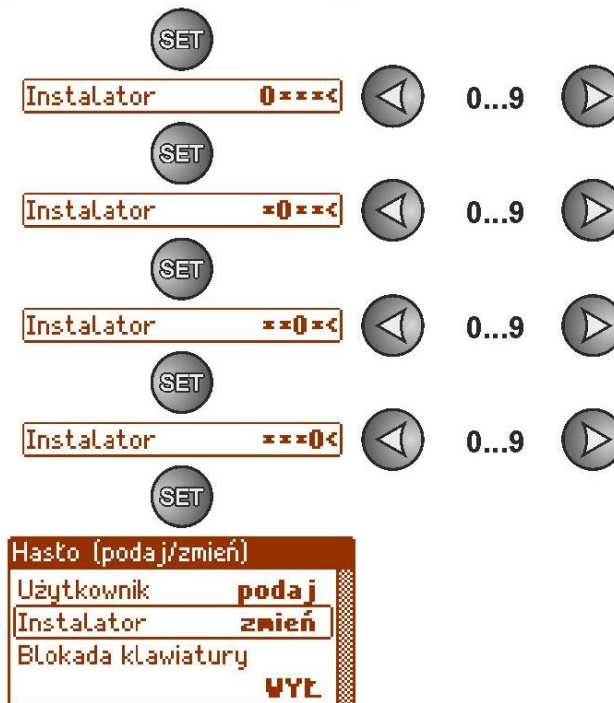 SET
Instalator 0***< 0...9
SET
Instalator *0**< 0...9
SET
Instalator **0*< 0...9
SET
Instalator ***0< 0...9
SET
Hasło (podaj/zmień)
Użytkownik podaj
Instalator zmień
Blokada klawiatury
WYŁ